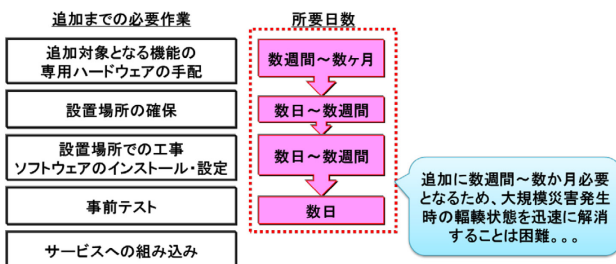 追加までの必要作業
所要日数
追加対象となる機能の
専用ハードウェアの手配
数週間～数ヶ月
設置場所の確保
数日～数週間
設置場所での工事
ソフトウェアのインストール・設定
数日～数週間
事前テスト
数日
サービスへの組み込み
追加に数週間～数か月必要
となるため、大規模災害発生
時の輻輳状態を迅速に解消
することは困難。。。